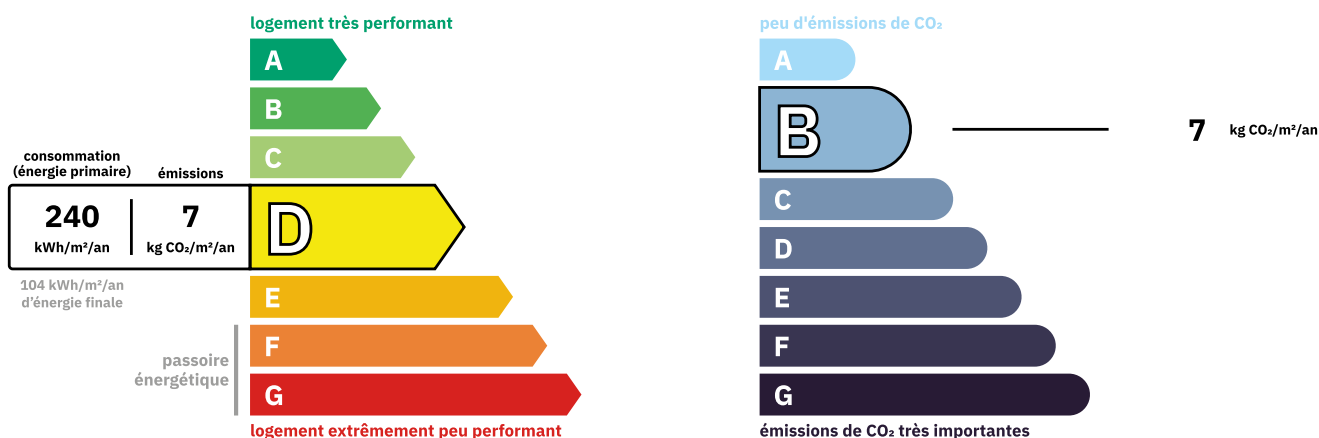 logement très performant
A
B
C
consommation
(énergie primaire)
émissions
240
kWh/m²/an
7
kg CO₂/m²/an
D
104 kWh/m²/an
d'énergie finale
E
passoire
énergétique
F
G
logement extrêmement peu performant
peu d'émissions de CO₂
A
B
7 kg CO₂/m²/an
C
D
E
F
G
émissions de CO₂ très importantes